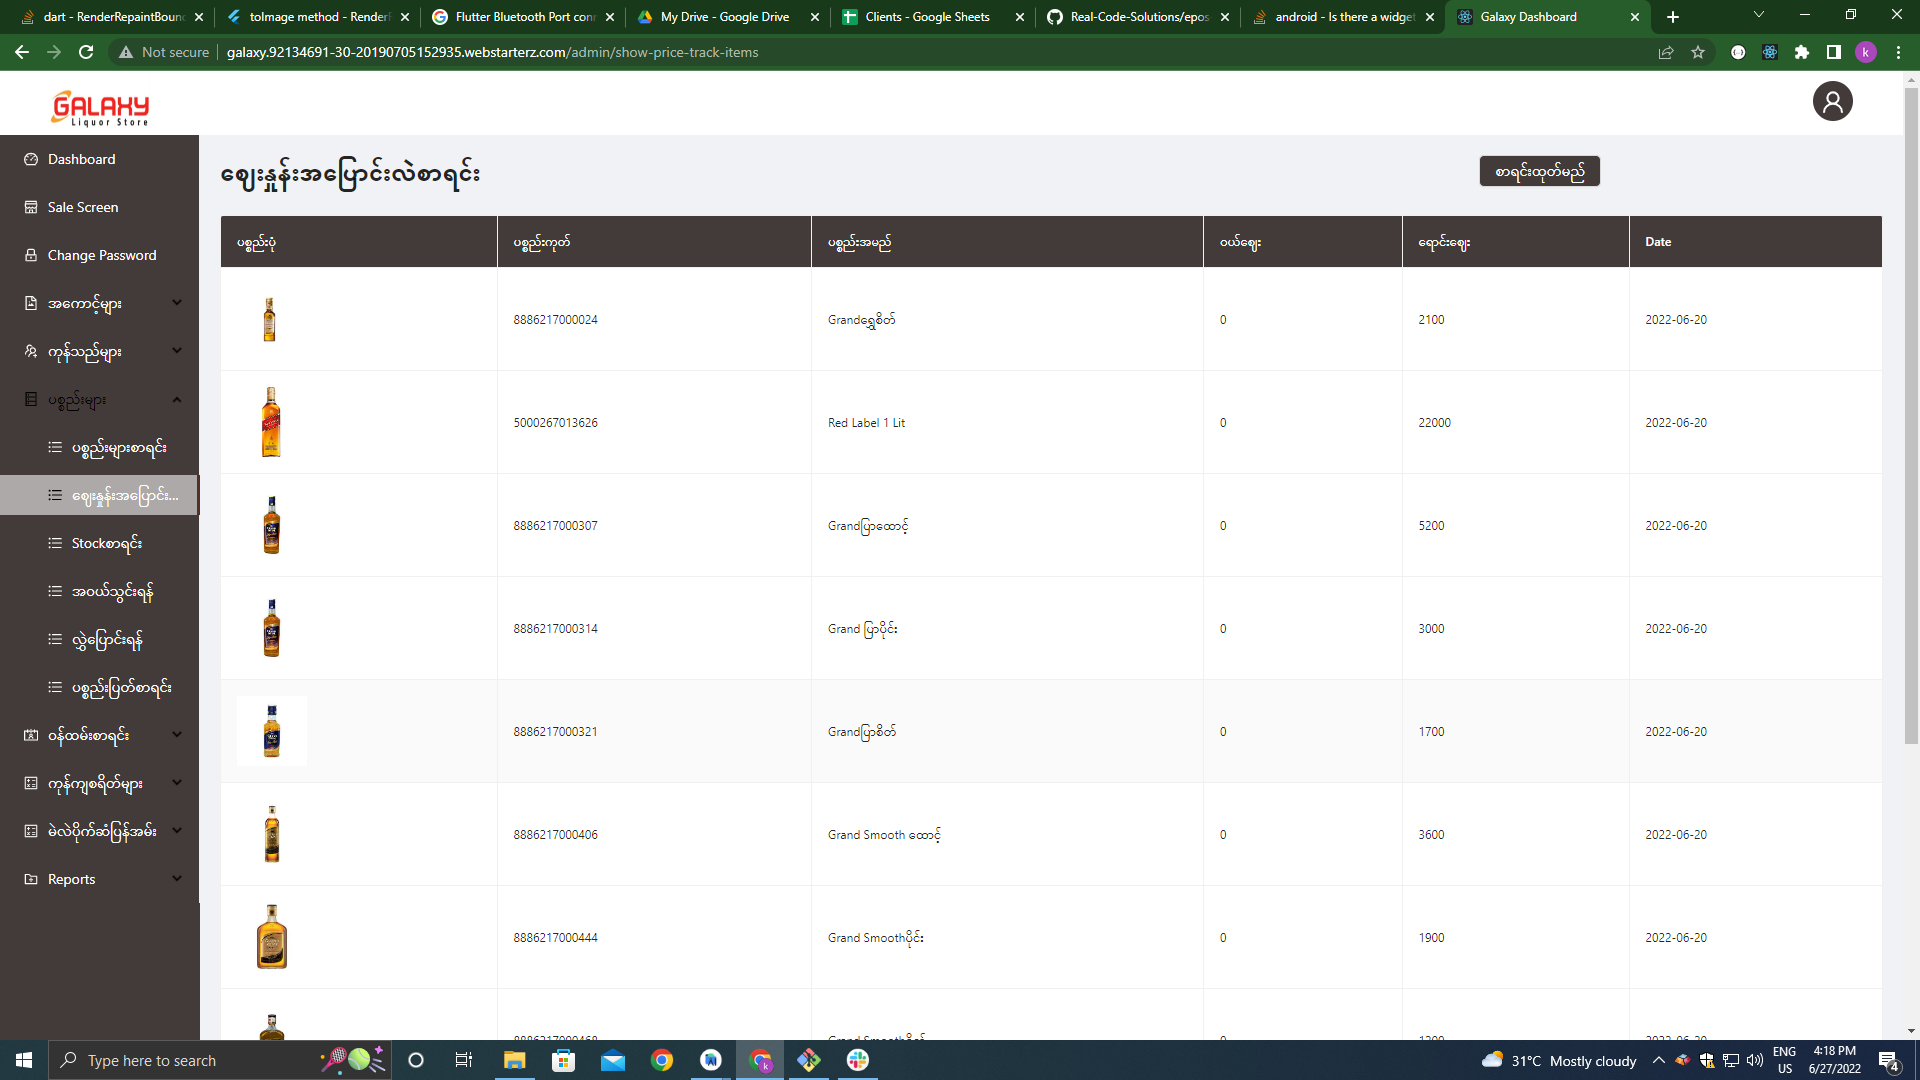 dart - RenderRepaintBoun
toImage method - Render
Flutter Bluetooth Port conn
My Drive - Google Drive
Clients - Google Sheets
Real-Code-Solutions/epos
android - Is there a widget
Galaxy Dashboard
Not secure
galaxy.92134691-30-20190705152935.webstarterz.com/admin/show-price-track-items
k
GALAXY
Liquor Store
Dashboard
Sale Screen
Change Password
အကောင့်များ
ကုန်သည်များ
ပစ္စည်းများ
ပစ္စည်းများစာရင်း
ဈေးနှုန်းအပြောင်း...
Stockစာရင်း
အဝယ်သွင်းရန်
လွှဲပြောင်းရန်
ပစ္စည်းပြတ်စာရင်း
ဝန်ထမ်းစာရင်း
ကုန်ကျစရိတ်များ
မဲလဲပိုက်ဆံပြန်အမ်း
Reports
ဈေးနှုန်းအပြောင်းလဲစာရင်း
စာရင်းထုတ်မည်
ပစ္စည်းပုံ ပစ္စည်းကုတ် ပစ္စည်းအမည် ဝယ်ဈေး ရောင်းဈေး Date
8886217000024 Grandရွှေစိတ် 0 2100 2022-06-20
5000267013626 Red Label 1 Lit 0 22000 2022-06-20
8886217000307 Grandပြာထောင့် 0 5200 2022-06-20
8886217000314 Grand ပြာပိုင်း 0 3000 2022-06-20
8886217000321 Grandပြာစိတ် 0 1700 2022-06-20
8886217000406 Grand Smooth ထောင့် 0 3600 2022-06-20
8886217000444 Grand Smoothပိုင်း 0 1900 2022-06-20
Type here to search
k
31°C Mostly cloudy
ENG
US
4:18 PM
6/27/2022
4